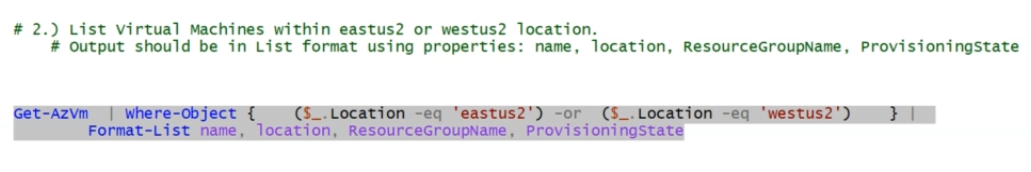 # 2.) List Virtual Machines within eastus2 or westus2 location.
# Output should be in List format using properties: name, location, ResourceGroupName, ProvisioningState
Get-AzVm | Where-Object { ($_.Location -eq 'eastus2') -or ($_.Location -eq 'westus2') } |
Format-List name, location, ResourceGroupName, ProvisioningState